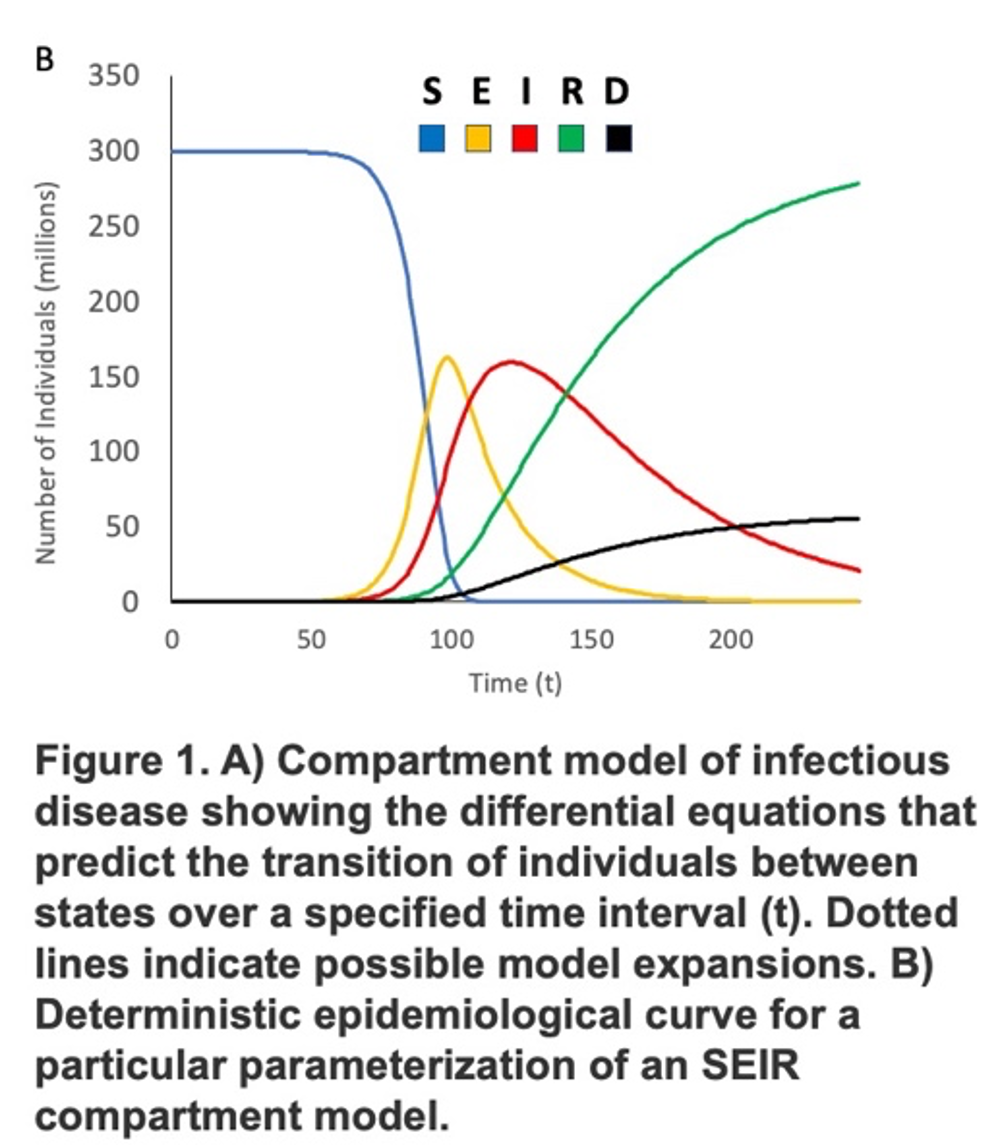 B
350
S E I R D
300
250
200
150
100
50
0
Number of Individuals (millions)
0 50 100 150 200
Time (t)
Figure 1. A) Compartment model of infectious
disease showing the differential equations that
predict the transition of individuals between
states over a specified time interval (t). Dotted
lines indicate possible model expansions. B)
Deterministic epidemiological curve for a
particular parameterization of an SEIR
compartment model.